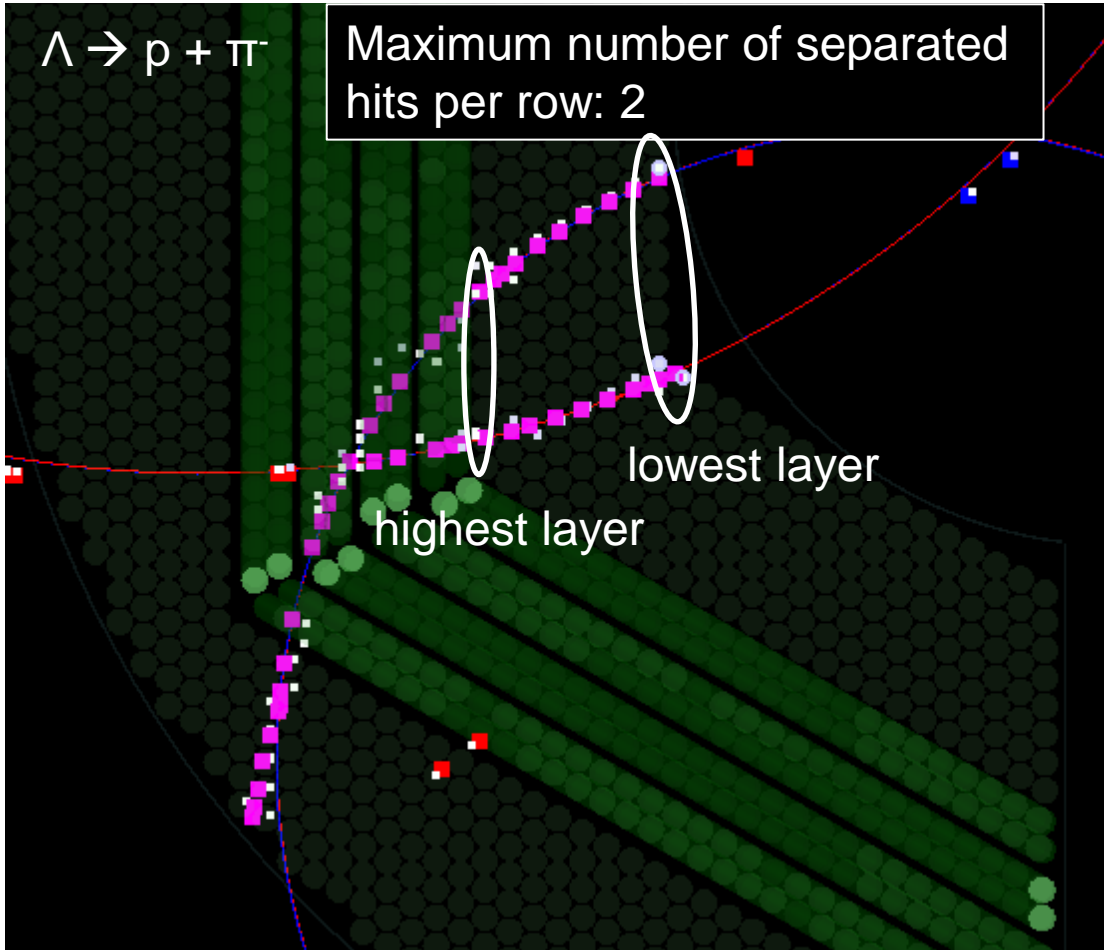 Λ → p + π⁻
Maximum number of separated
hits per row: 2
lowest layer
highest layer